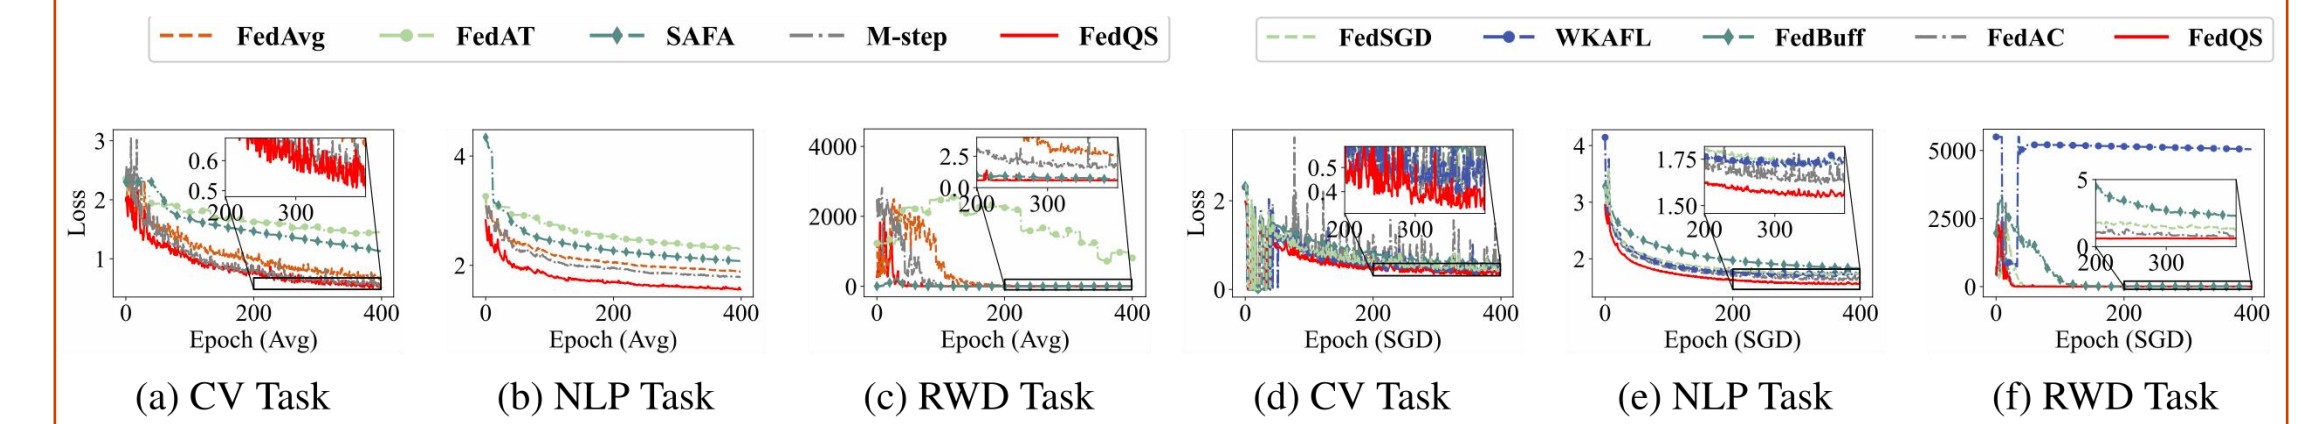 FedAvg FedAT SAFA M-step FedQS
FedSGD WKAFL FedBuff FedAC FedQS
Loss
3
2
1
0.6
0.5
200 300
0 200 400
Epoch (Avg)
(a) CV Task
4
2
0 200 400
Epoch (Avg)
(b) NLP Task
4000
2000
0
2.5
0.0
200 300
0 200 400
Epoch (Avg)
(c) RWD Task
2
0
0.5
0.4
200 300
0 200 400
Epoch (SGD)
(d) CV Task
4
3
2
1.75
1.50
200 300
0 200 400
Epoch (SGD)
(e) NLP Task
5000
2500
0
5
0
200 300
0 200 400
Epoch (SGD)
(f) RWD Task